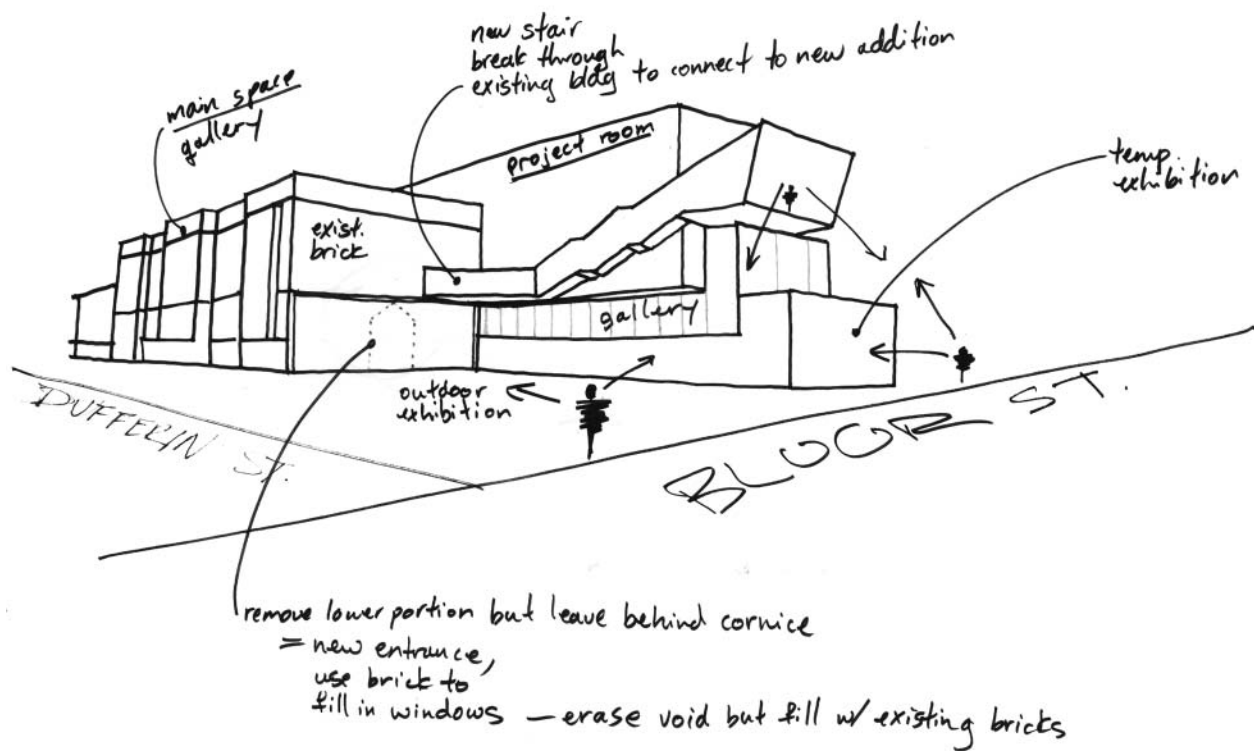 new stair
break through
existing bldg to connect to new addition
main space
gallery
project room
temp.
exhibition
exist.
brick
gallery
outdoor
exhibition
DUFFERIN ST.
BLOOR ST.
remove lower portion but leave behind cornice
= new entrance,
use brick to
fill in windows — erase void but fill w/ existing bricks